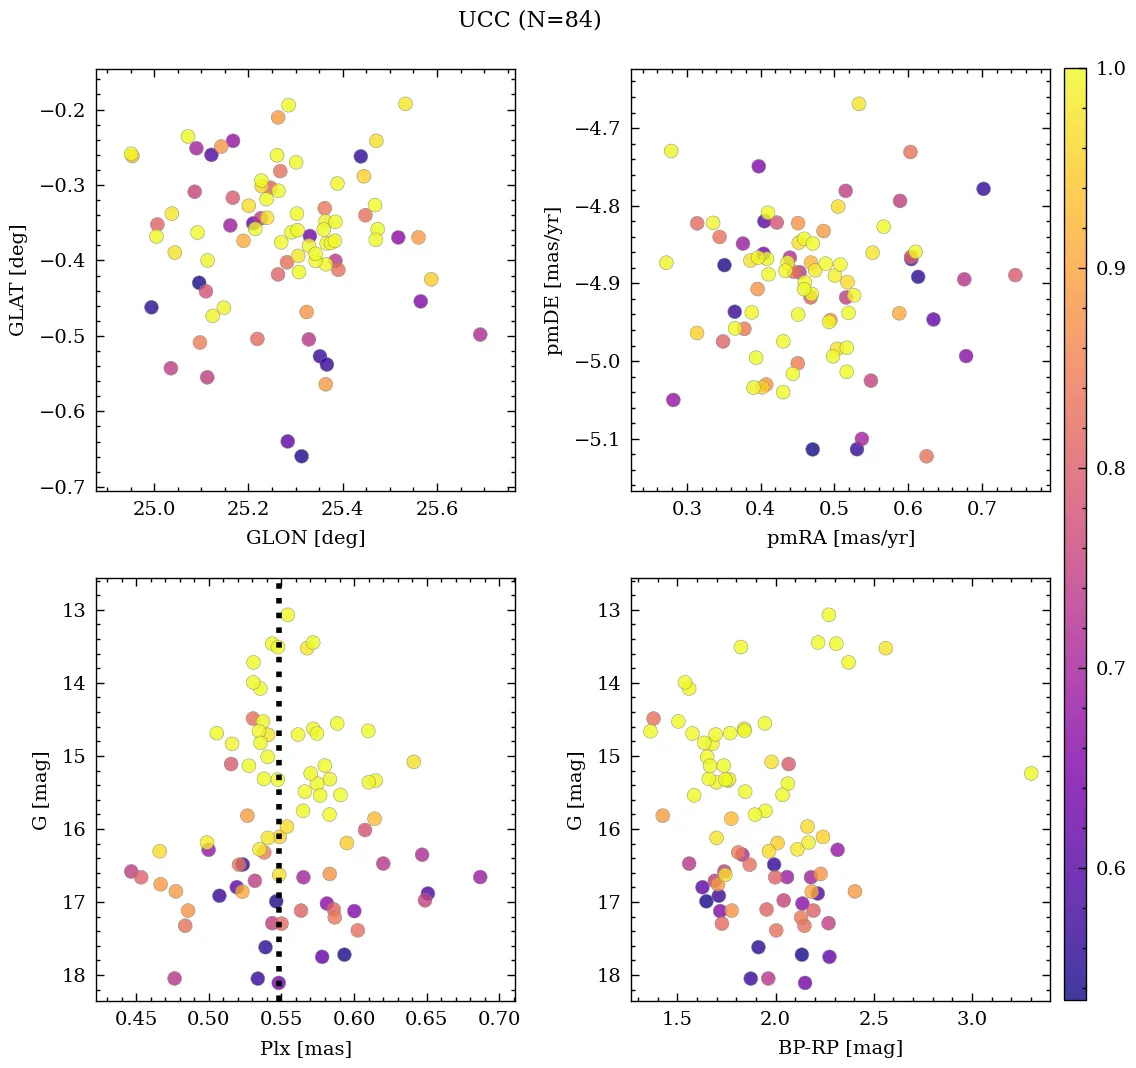 UCC (N=84)
−0.2
−0.3
−0.4
−0.5
−0.6
−0.7
GLAT [deg]
25.0 25.2 25.4 25.6
GLON [deg]
−4.7
−4.8
−4.9
−5.0
−5.1
pmDE [mas/yr]
0.3 0.4 0.5 0.6 0.7
pmRA [mas/yr]
13
14
15
16
17
18
G [mag]
0.45 0.50 0.55 0.60 0.65 0.70
Plx [mas]
13
14
15
16
17
18
G [mag]
1.5 2.0 2.5 3.0
BP-RP [mag]
1.0
0.9
0.8
0.7
0.6